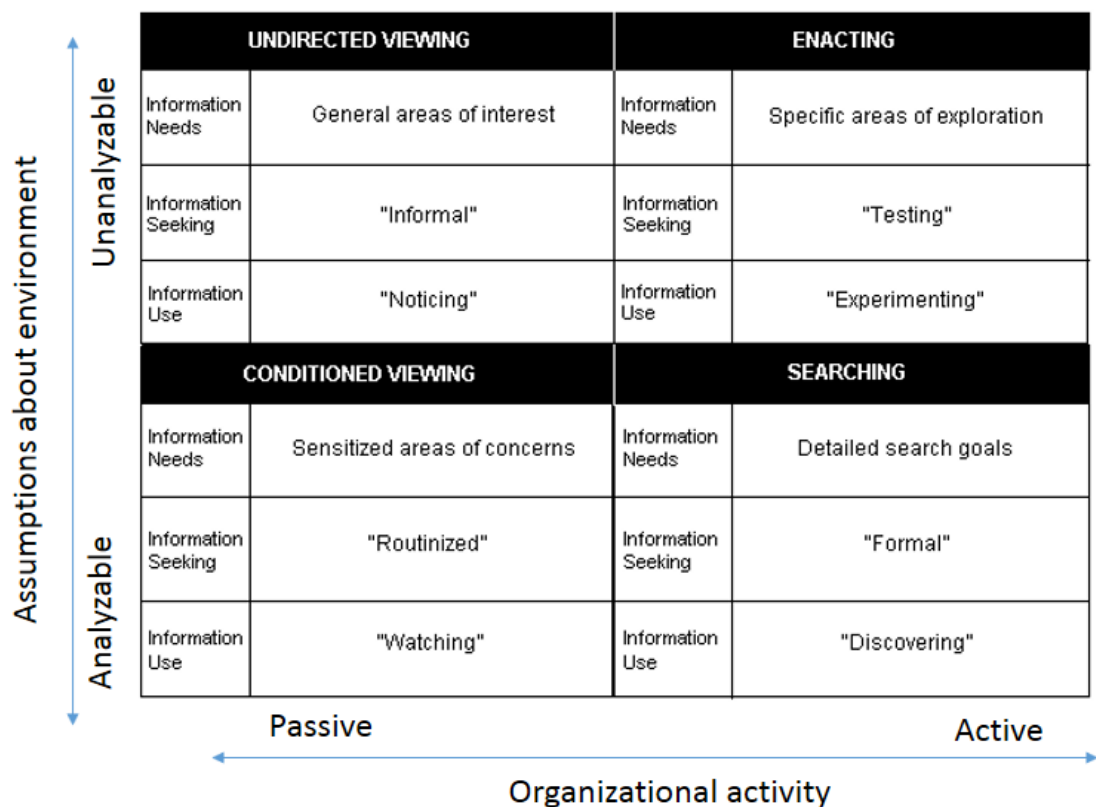 UNDIRECTED VIEWING
ENACTING
Information
Needs
General areas of interest
Information
Needs
Specific areas of exploration
Information
Seeking
"Informal"
Information
Seeking
"Testing"
Information
Use
"Noticing"
Information
Use
"Experimenting"
CONDITIONED VIEWING
SEARCHING
Information
Needs
Sensitized areas of concerns
Information
Needs
Detailed search goals
Information
Seeking
"Routinized"
Information
Seeking
"Formal"
Information
Use
"Watching"
Information
Use
"Discovering"
Assumptions about environment
Unanalyzable
Analyzable
Passive
Active
Organizational activity